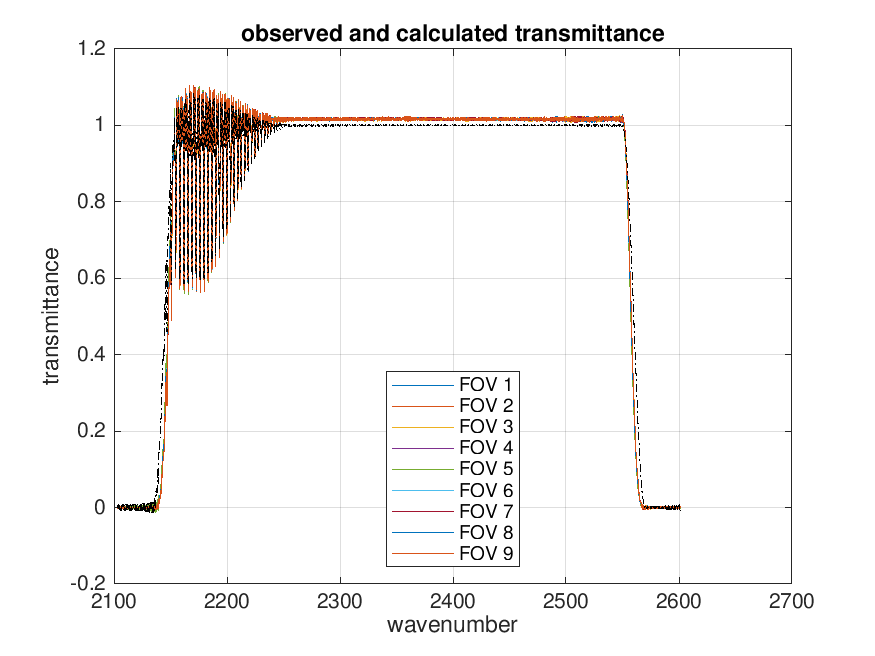 observed and calculated transmittance
1.2
1
0.8
0.6
0.4
0.2
0
-0.2
transmittance
FOV 1
FOV 2
FOV 3
FOV 4
FOV 5
FOV 6
FOV 7
FOV 8
FOV 9
2100 2200 2300 2400 2500 2600 2700
wavenumber